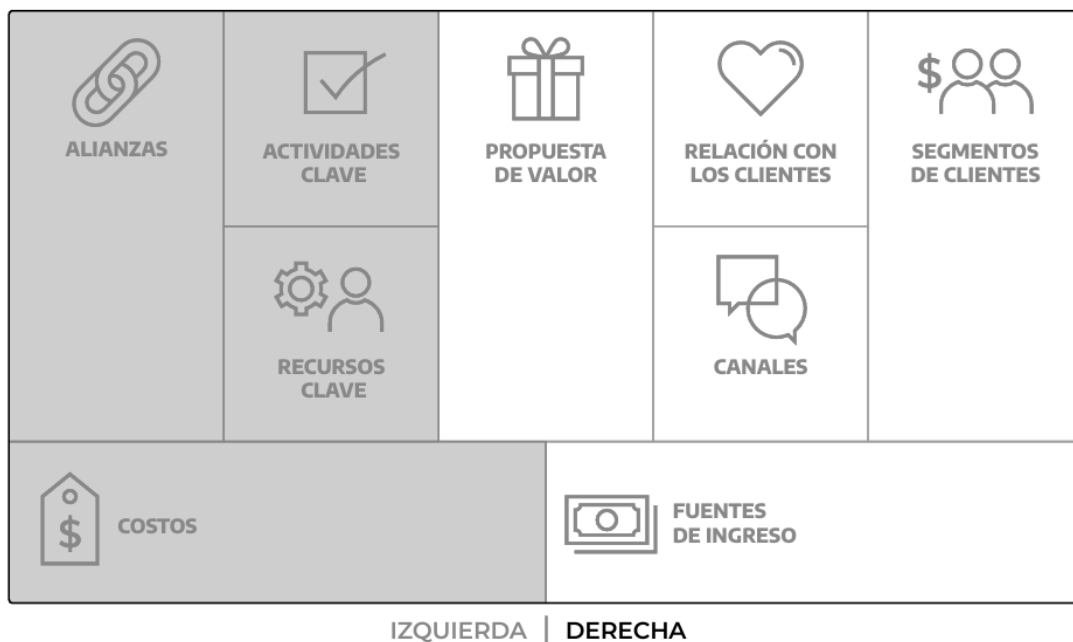 ALIANZAS
ACTIVIDADES
CLAVE
RECURSOS
CLAVE
PROPUESTA
DE VALOR
RELACIÓN CON
LOS CLIENTES
CANALES
$
SEGMENTOS
DE CLIENTES
$
COSTOS
FUENTES
DE INGRESO
IZQUIERDA | DERECHA